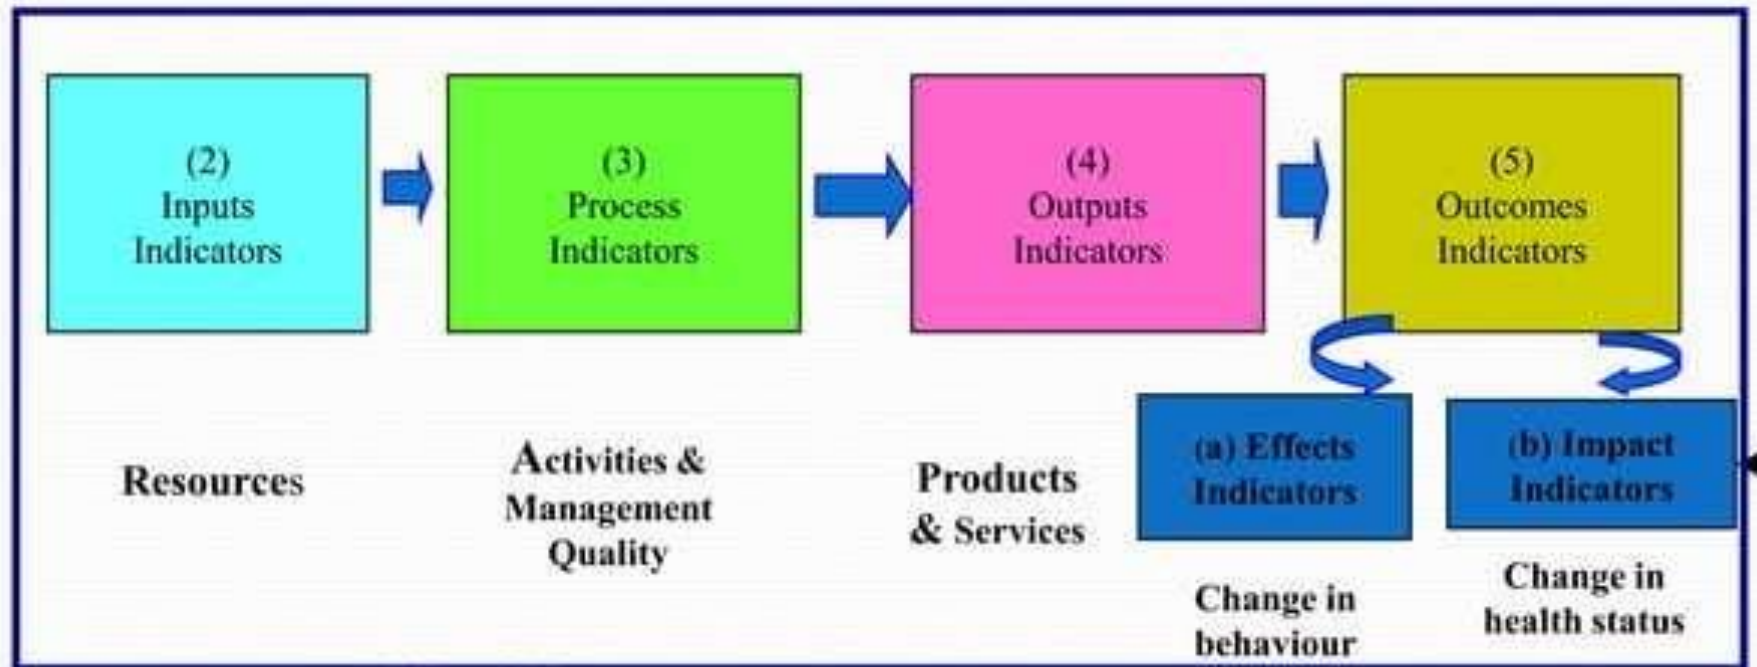 (2)
Inputs
Indicators
(3)
Process
Indicators
(4)
Outputs
Indicators
(5)
Outcomes
Indicators
Resources
Activities &
Management
Quality
Products
& Services
(a) Effects
Indicators
(b) Impact
Indicators
Change in
behaviour
Change in
health status